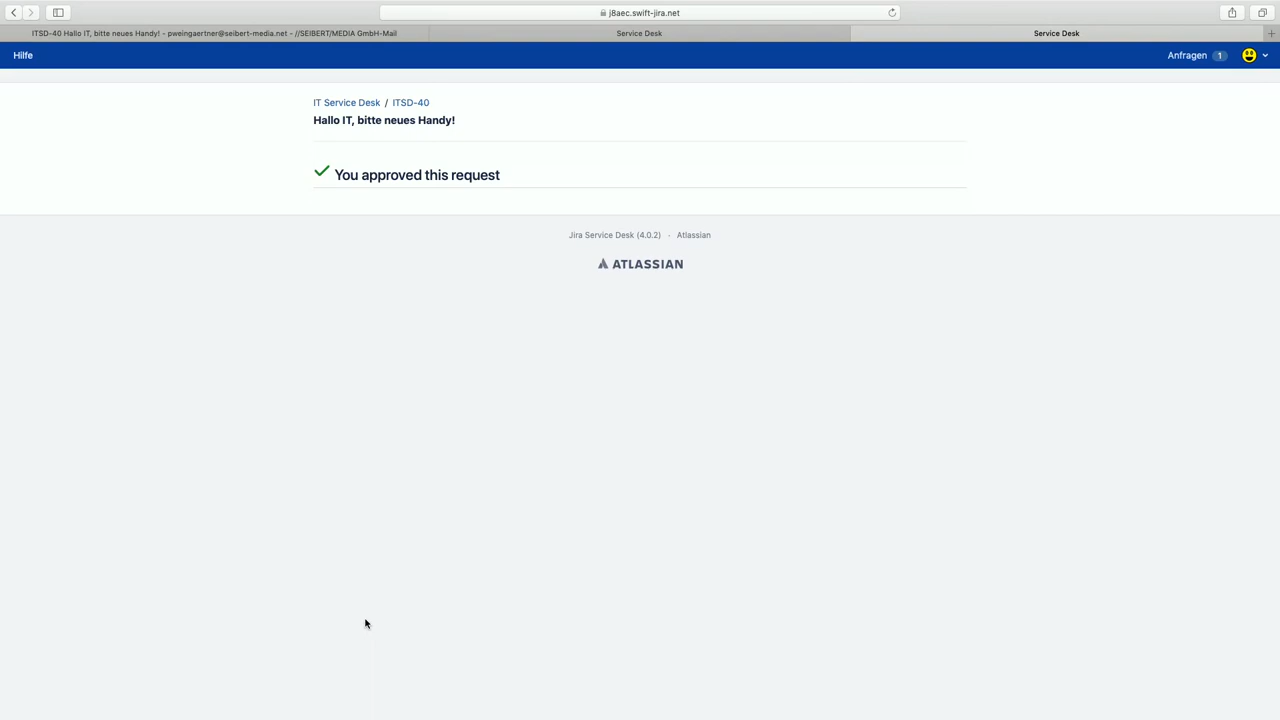 j8aec.swift-jira.net
ITSD-40 Hallo IT, bitte neues Handy! - pweingaertner@seibert-media.net - //SEIBERT/MEDIA GmbH-Mail
Service Desk
Service Desk
Hilfe
Anfragen 1
IT Service Desk / ITSD-40
Hallo IT, bitte neues Handy!
You approved this request
Jira Service Desk (4.0.2) · Atlassian
ATLASSIAN